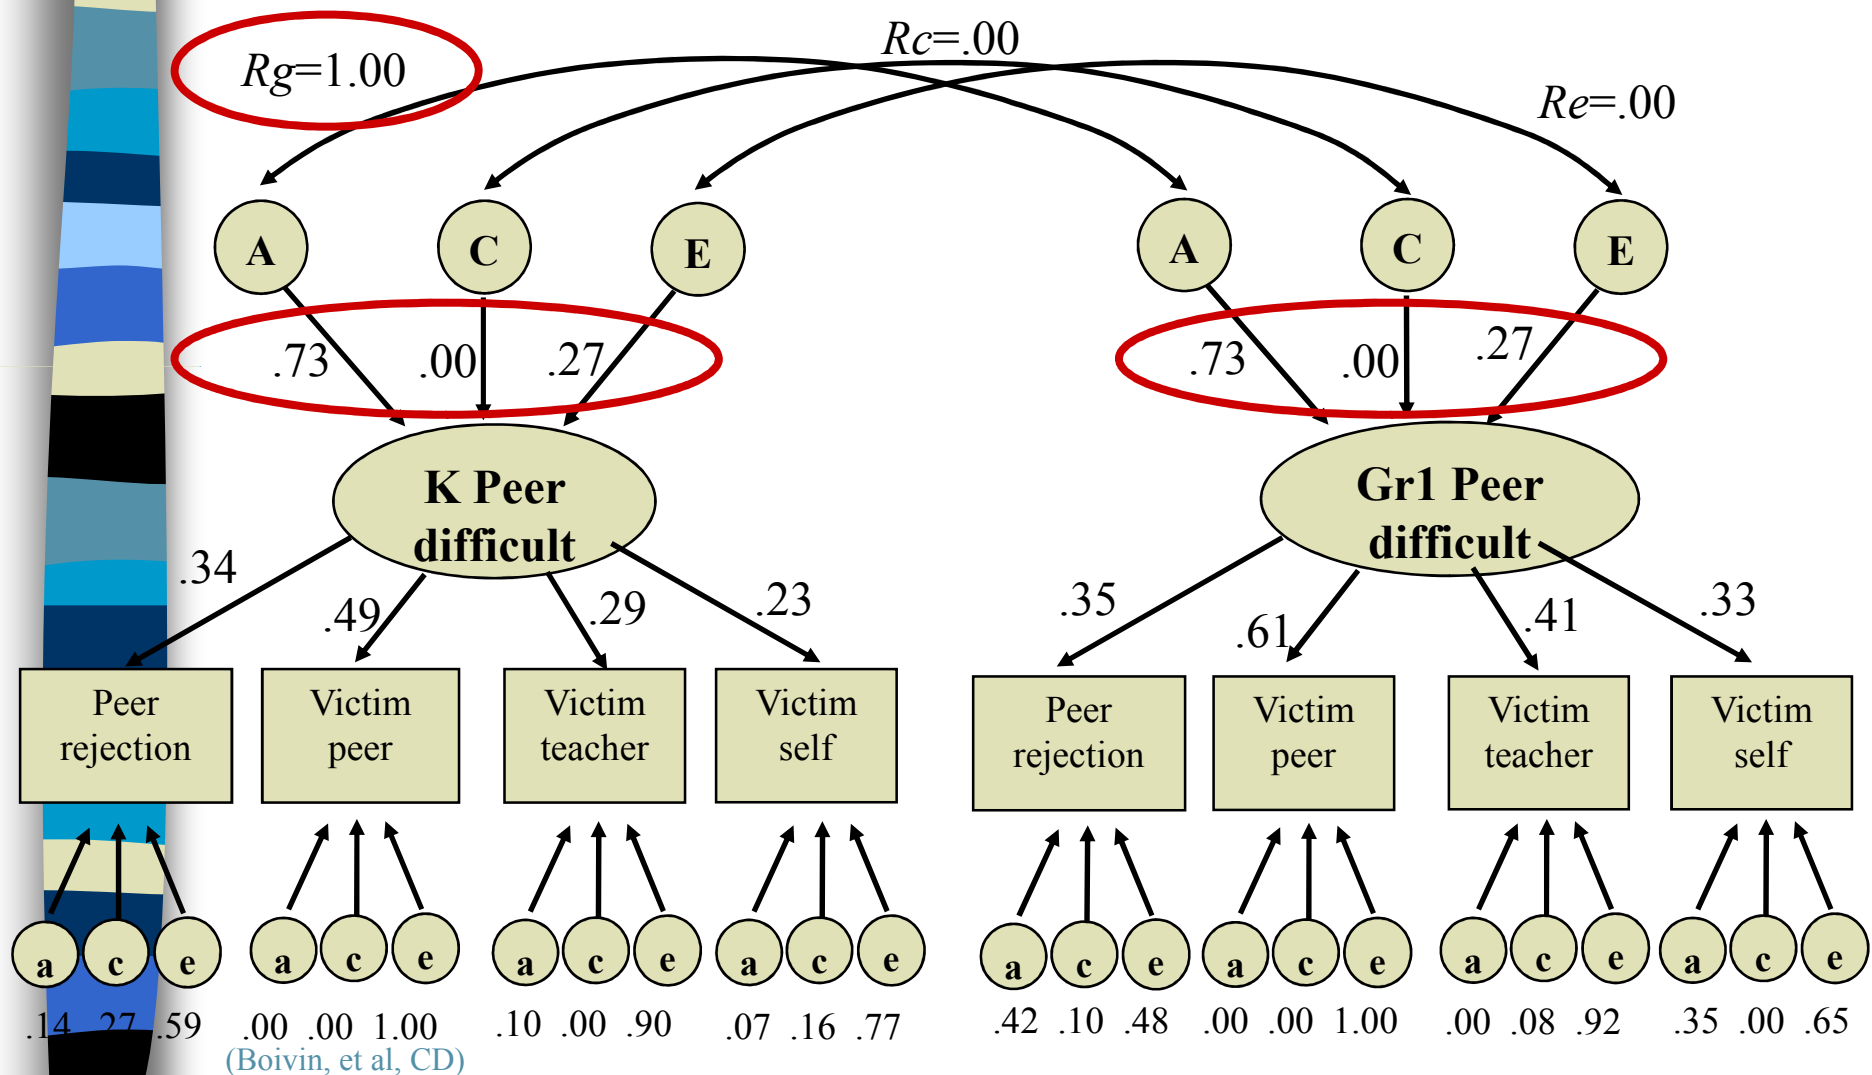 Rg=1.00
Rc=.00
Re=.00
A C E A C E
.73 .00 .27 .73 .00 .27
K Peer
difficult
Gr1 Peer
difficult
.34 .49 .29 .23 .35 .61 .41 .33
Peer
rejection
Victim
peer
Victim
teacher
Victim
self
Peer
rejection
Victim
peer
Victim
teacher
Victim
self
a c e a c e a c e a c e a c e a c e a c e a c e
.14 .27 .59 .00 .00 1.00 .10 .00 .90 .07 .16 .77 .42 .10 .48 .00 .00 1.00 .00 .08 .92 .35 .00 .65
(Boivin, et al, CD)